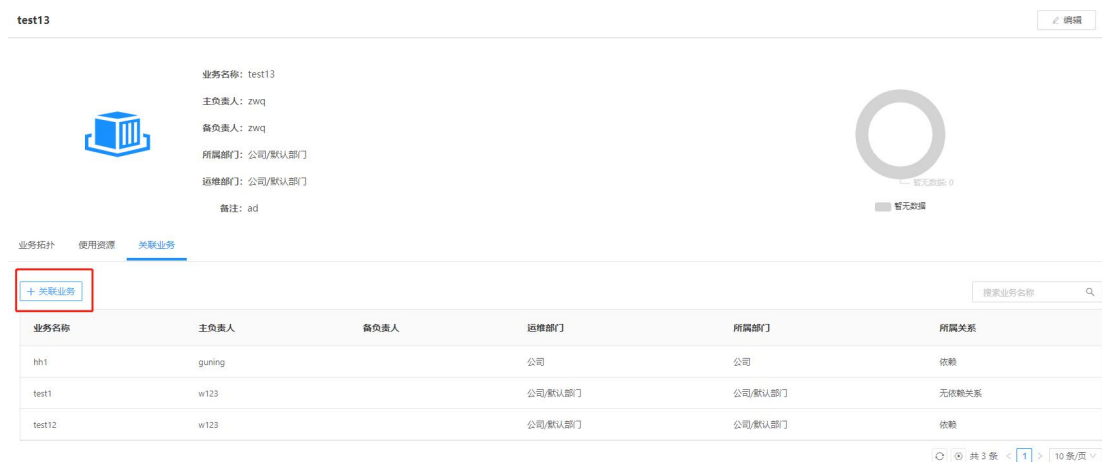 test13
编辑
业务名称：test13
主负责人：zwq
备负责人：zwq
所属部门：公司/默认部门
运维部门：公司/默认部门
备注：ad
暂无数据: 0
暂无数据
业务拓扑 使用资源 关联业务
+ 关联业务
搜索业务名称
业务名称 主负责人 备负责人 运维部门 所属部门 所属关系
hh1 guning 公司 公司 依赖
test1 w123 公司/默认部门 公司/默认部门 无依赖关系
test12 w123 公司/默认部门 公司/默认部门 依赖
共 3 条 < 1 > 10 条/页